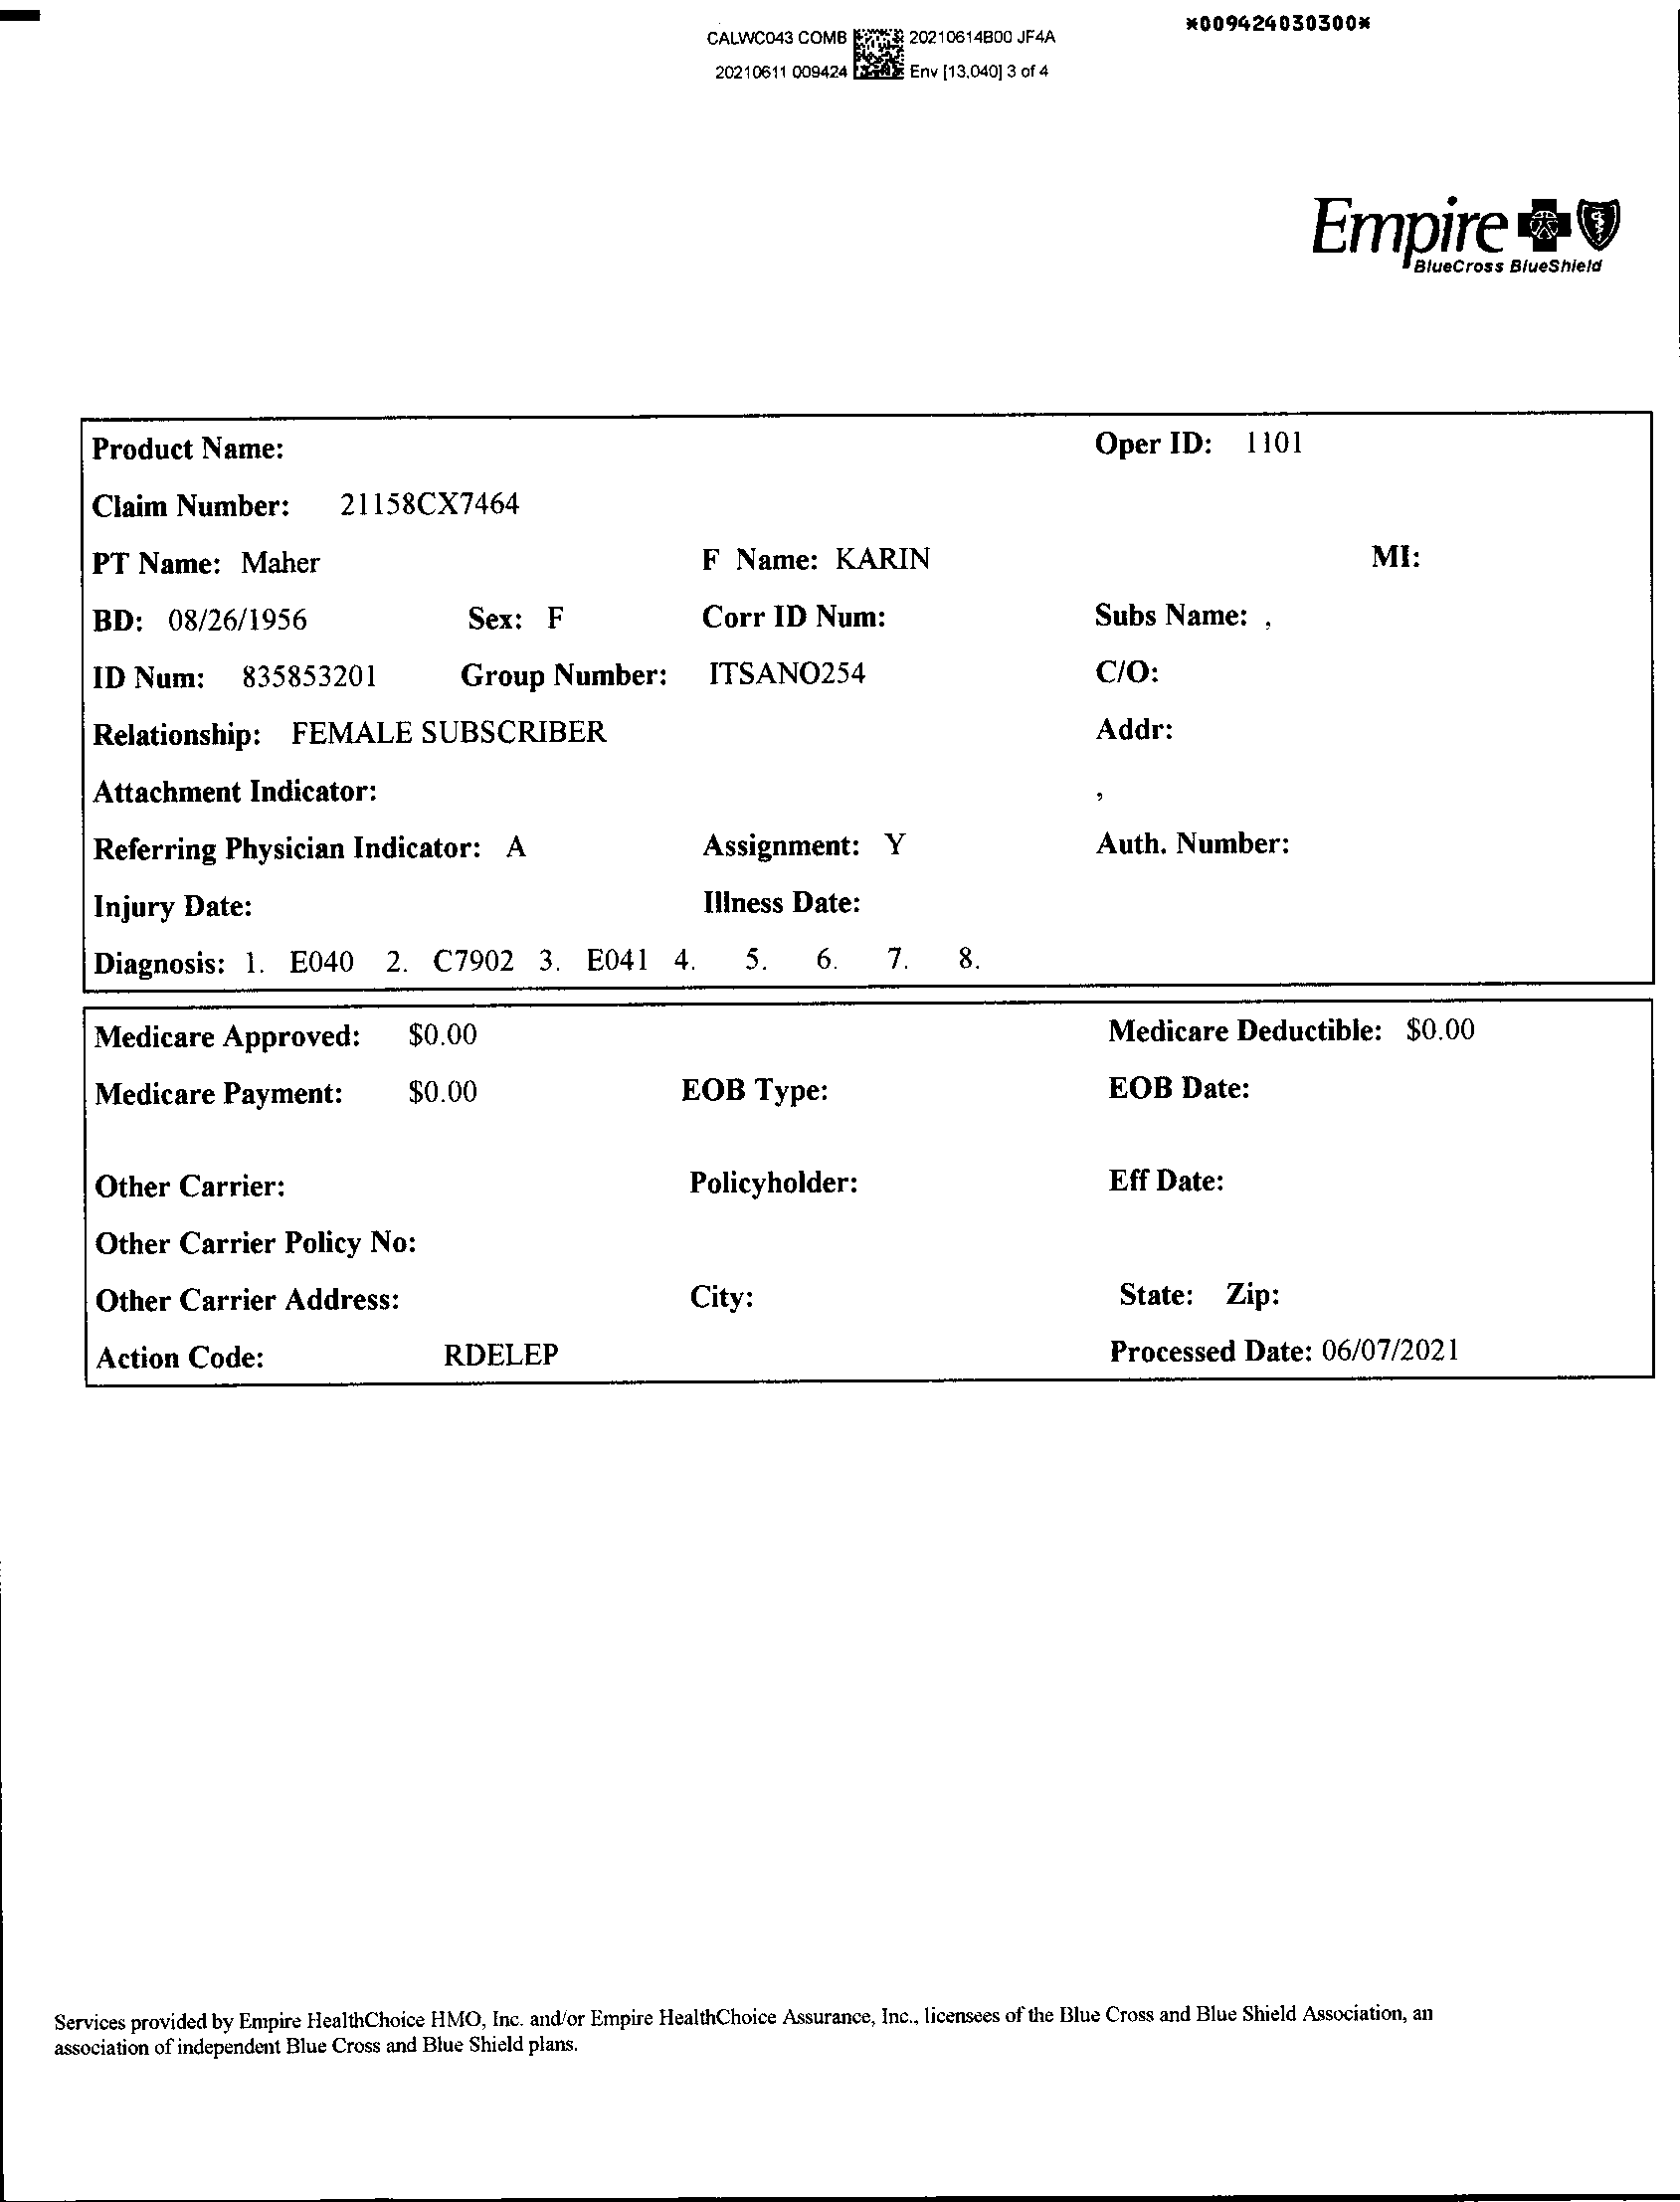 *009424030300*
CALWC043 COMB 20210614B00 JF4A
20210611 009424 Env [13,040] 3 of 4
Empire
BlueCross BlueShield
Product Name: Oper ID: 1101
Claim Number: 21158CX7464
PT Name: Maher F Name: KARIN MI:
BD: 08/26/1956 Sex: F Corr ID Num: Subs Name: ,
ID Num: 835853201 Group Number: ITSANO254 C/O:
Relationship: FEMALE SUBSCRIBER Addr:
Attachment Indicator: ,
Referring Physician Indicator: A Assignment: Y Auth. Number:
Injury Date: Illness Date:
Diagnosis: 1. E040 2. C7902 3. E041 4. 5. 6. 7. 8.
Medicare Approved: $0.00 Medicare Deductible: $0.00
Medicare Payment: $0.00 EOB Type: EOB Date:
Other Carrier: Policyholder: Eff Date:
Other Carrier Policy No:
Other Carrier Address: City: State: Zip:
Action Code: RDELEP Processed Date: 06/07/2021
Services provided by Empire HealthChoice HMO, Inc. and/or Empire HealthChoice Assurance, Inc., licensees of the Blue Cross and Blue Shield Association, an
association of independent Blue Cross and Blue Shield plans.